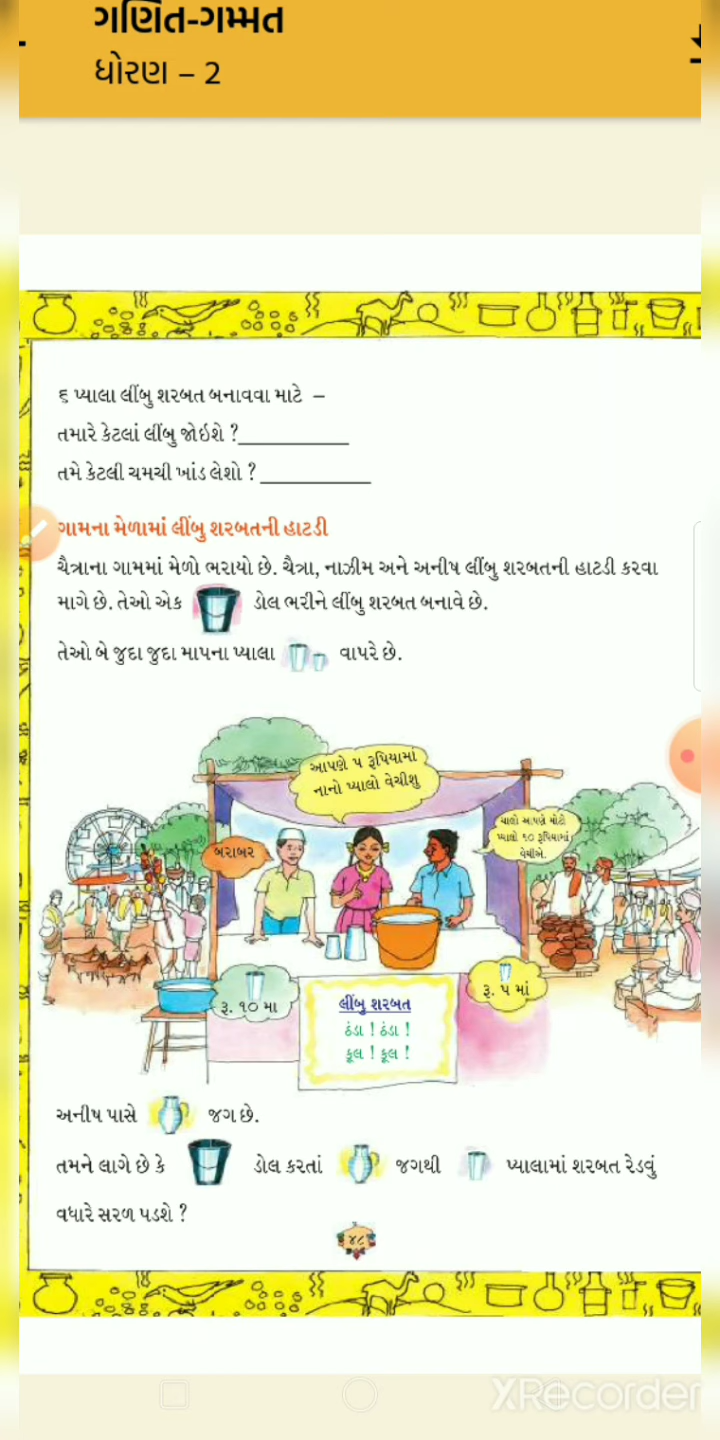 ગણિત-ગમ્મત
ધોરણ – 2
૬ પ્યાલા લીંબુ શરબત બનાવવા માટે –
તમારે કેટલાં લીંબુ જોઇશે ?
તમે કેટલી ચમચી ખાંડ લેશો ?
ગામના મેળામાં લીંબુ શરબતની હાટડી
ચૈત્રાના ગામમાં મેળો ભરાયો છે. ચૈત્રા, નાઝીમ અને અનીષ લીંબુ શરબતની હાટડી કરવા
માગે છે. તેઓ એક ડોલ ભરીને લીંબુ શરબત બનાવે છે.
તેઓ બે જુદા જુદા માપના પ્યાલા વાપરે છે.
આપણે ૫ રૂપિયામાં
નાનો પ્યાલો વેચીશુ
ચાલો આપણે મોટો
પ્યાલો ૧૦ રૂપિયામાં
વેચીએ.
બરાબર
રૂ. ૧૦ મા
લીંબુ શરબત
ઠંડા ! ઠંડા !
કૂલ ! કૂલ !
રૂ. ૫ માં
અનીષ પાસે જગ છે.
તમને લાગે છે કે ડોલ કરતાં જગથી પ્યાલામાં શરબત રેડવું
વધારે સરળ પડશે ?
૪૮
XRecorder